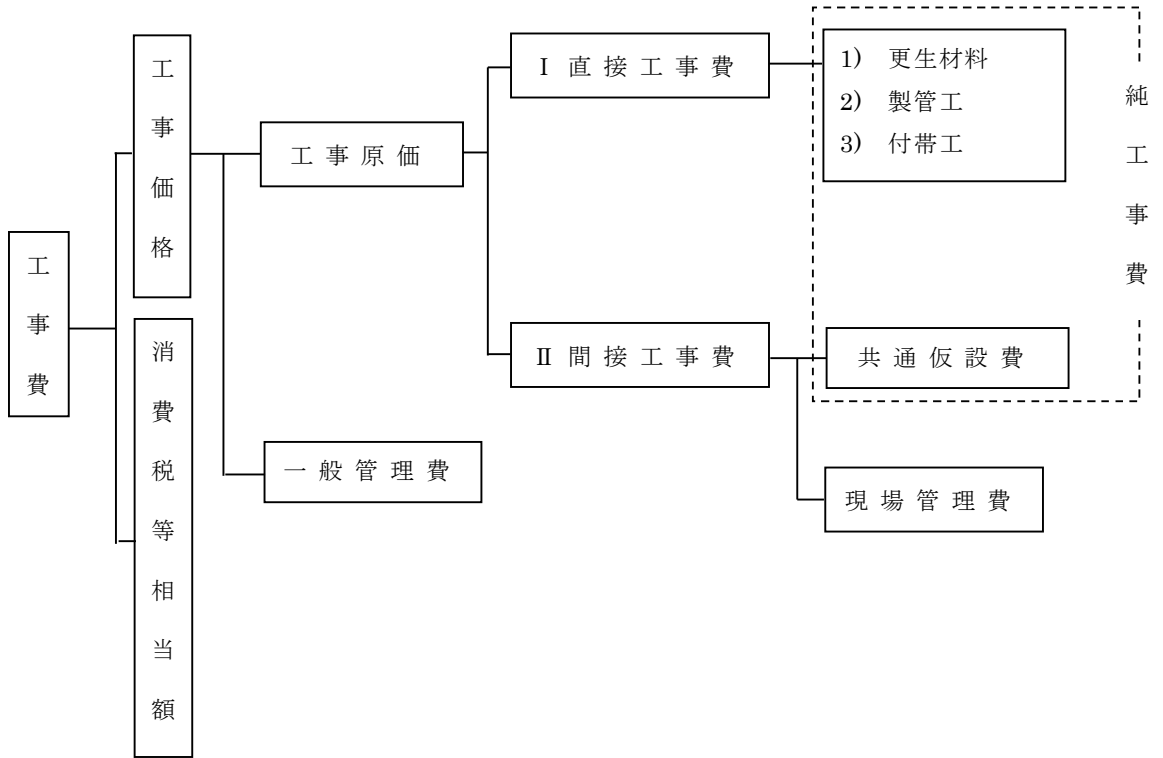 工事費
工事価格
消費税等相当額
工事原価
一般管理費
Ⅰ 直接工事費
Ⅱ 間接工事費
1) 更生材料
2) 製管工
3) 付帯工
共通仮設費
現場管理費
純工事費